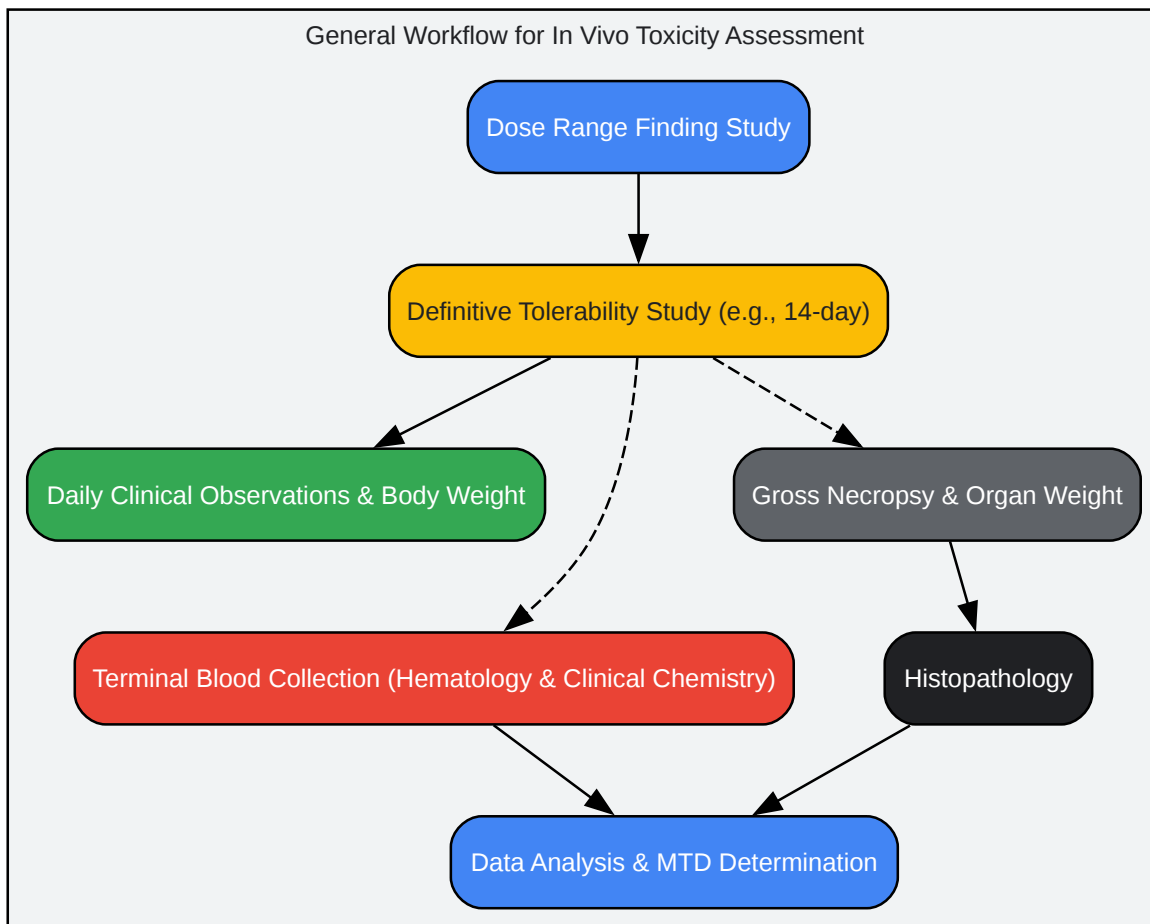 General Workflow for In Vivo Toxicity Assessment
Dose Range Finding Study
Definitive Tolerability Study (e.g., 14-day)
Daily Clinical Observations & Body Weight
Gross Necropsy & Organ Weight
Terminal Blood Collection (Hematology & Clinical Chemistry)
Histopathology
Data Analysis & MTD Determination